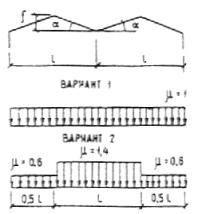 f α α
l l
ВАРИАНТ 1
μ = 1
ВАРИАНТ 2
μ = 0,6 μ = 1,4 μ = 0,6
0,5 l l 0,5 l